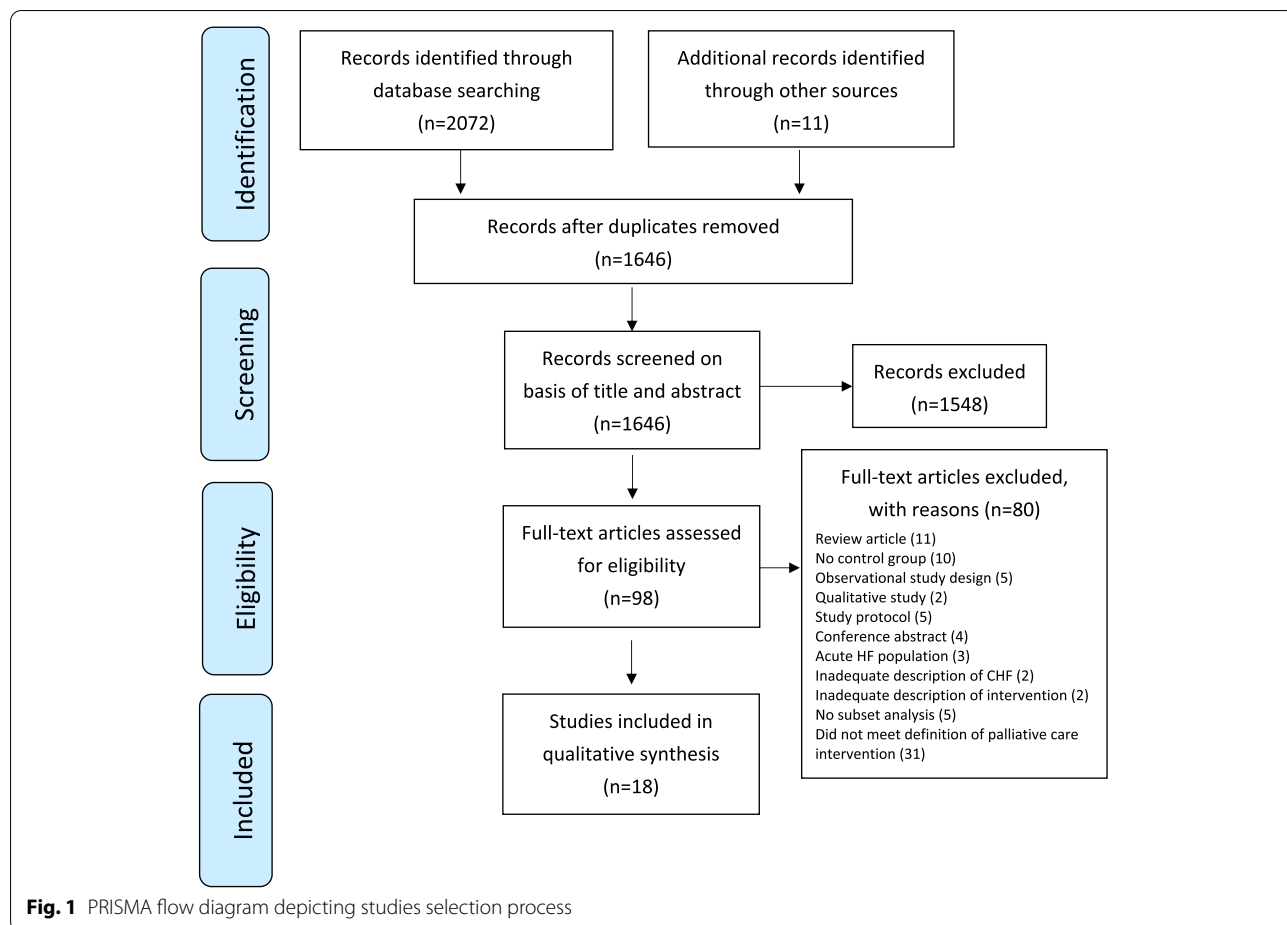 Identification
Records identified through
database searching
(n=2072)
Additional records identified
through other sources
(n=11)
Records after duplicates removed
(n=1646)
Screening
Records screened on
basis of title and abstract
(n=1646)
Records excluded
(n=1548)
Eligibility
Full-text articles assessed
for eligibility
(n=98)
Full-text articles excluded,
with reasons (n=80)
Review article (11)
No control group (10)
Observational study design (5)
Qualitative study (2)
Study protocol (5)
Conference abstract (4)
Acute HF population (3)
Inadequate description of CHF (2)
Inadequate description of intervention (2)
No subset analysis (5)
Did not meet definition of palliative care
intervention (31)
Included
Studies included in
qualitative synthesis
(n=18)
Fig. 1 PRISMA flow diagram depicting studies selection process